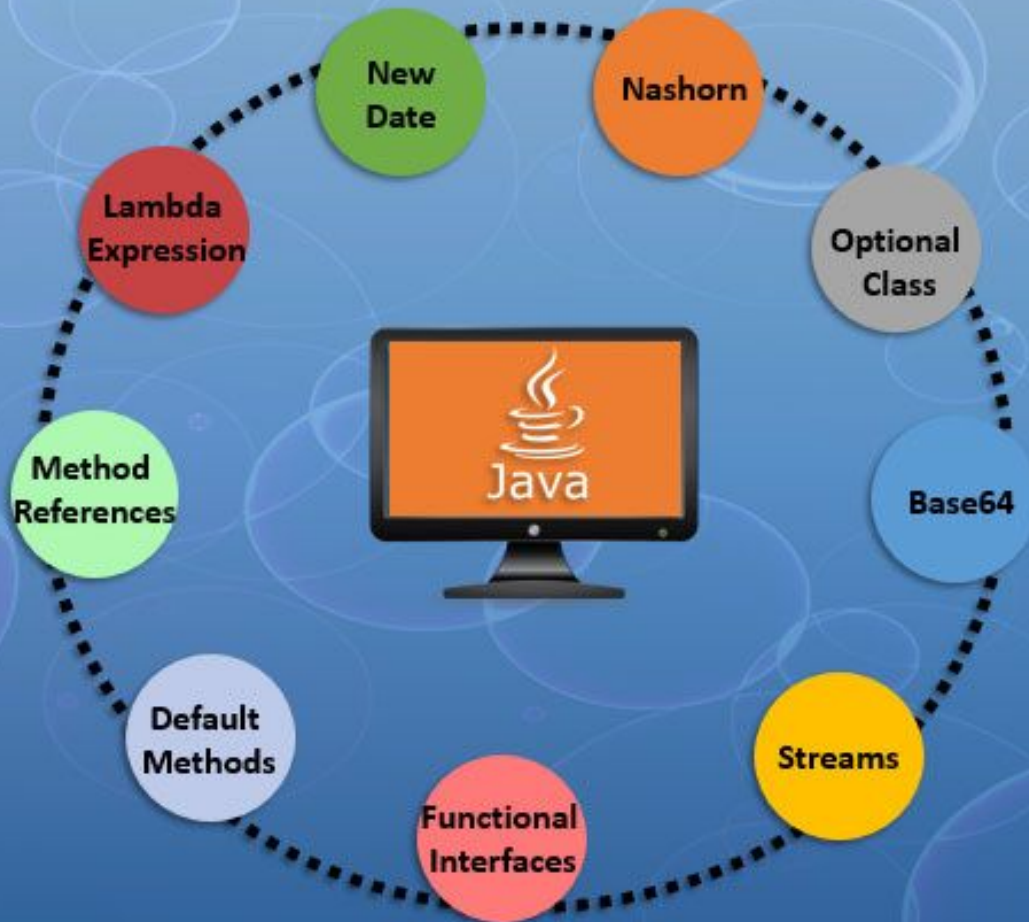 New
Date
Nashorn
Lambda
Expression
Optional
Class
Java
Method
References
Base64
Default
Methods
Streams
Functional
Interfaces